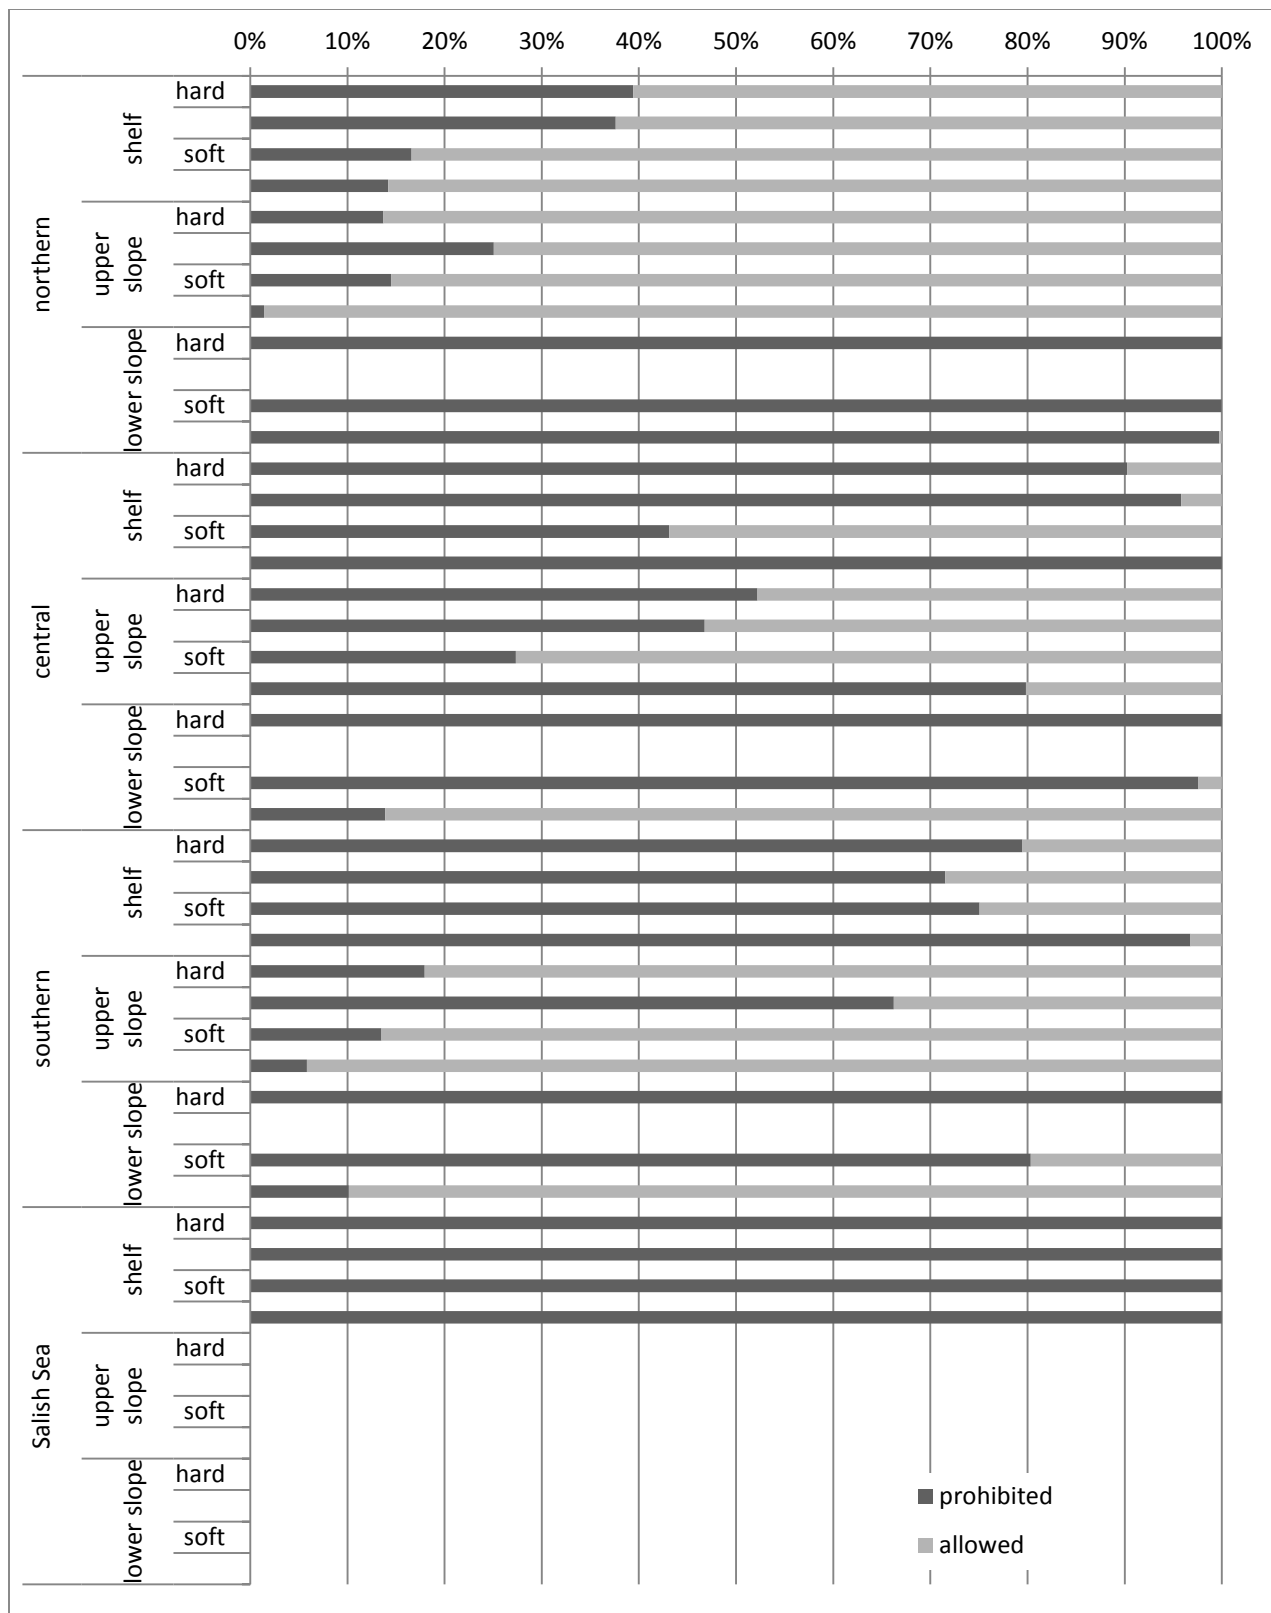 0% 10% 20% 30% 40% 50% 60% 70% 80% 90% 100%
northern
shelf
hard
soft
upper
slope
hard
soft
lower slope
hard
soft
central
shelf
hard
soft
upper
slope
hard
soft
lower slope
hard
soft
southern
shelf
hard
soft
upper
slope
hard
soft
lower slope
hard
soft
Salish Sea
shelf
hard
soft
upper
slope
hard
soft
lower slope
hard
soft
prohibited
allowed